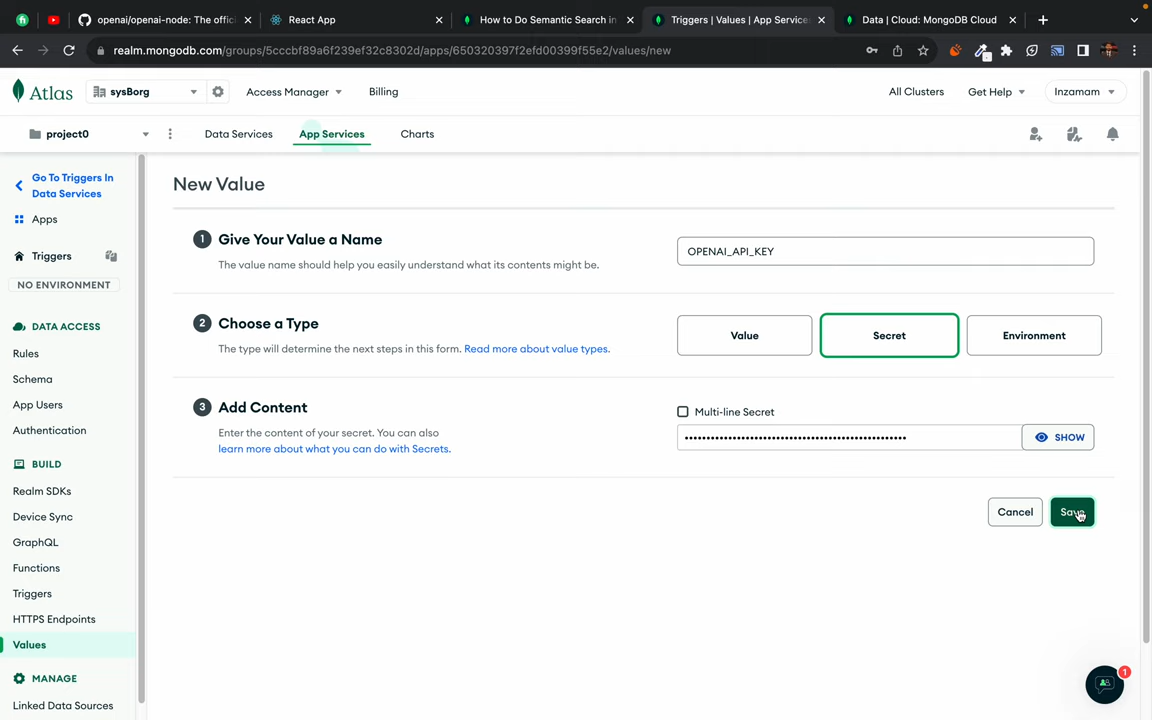 openai/openai-node: The offici
React App
How to Do Semantic Search in
Triggers | Values | App Service
Data | Cloud: MongoDB Cloud
realm.mongodb.com/groups/5cccbf89a6f239ef32c8302d/apps/650320397f2efd00399f55e2/values/new
Atlas
sysBorg
Access Manager
Billing
All Clusters
Get Help
Inzamam
project0
Data Services
App Services
Charts
Go To Triggers In
Data Services
Apps
Triggers
NO ENVIRONMENT
DATA ACCESS
Rules
Schema
App Users
Authentication
BUILD
Realm SDKs
Device Sync
GraphQL
Functions
Triggers
HTTPS Endpoints
Values
MANAGE
Linked Data Sources
New Value
1 Give Your Value a Name
The value name should help you easily understand what its contents might be.
OPENAI_API_KEY
2 Choose a Type
The type will determine the next steps in this form. Read more about value types.
Value
Secret
Environment
3 Add Content
Enter the content of your secret. You can also
learn more about what you can do with Secrets.
Multi-line Secret
SHOW
Cancel
Save
1